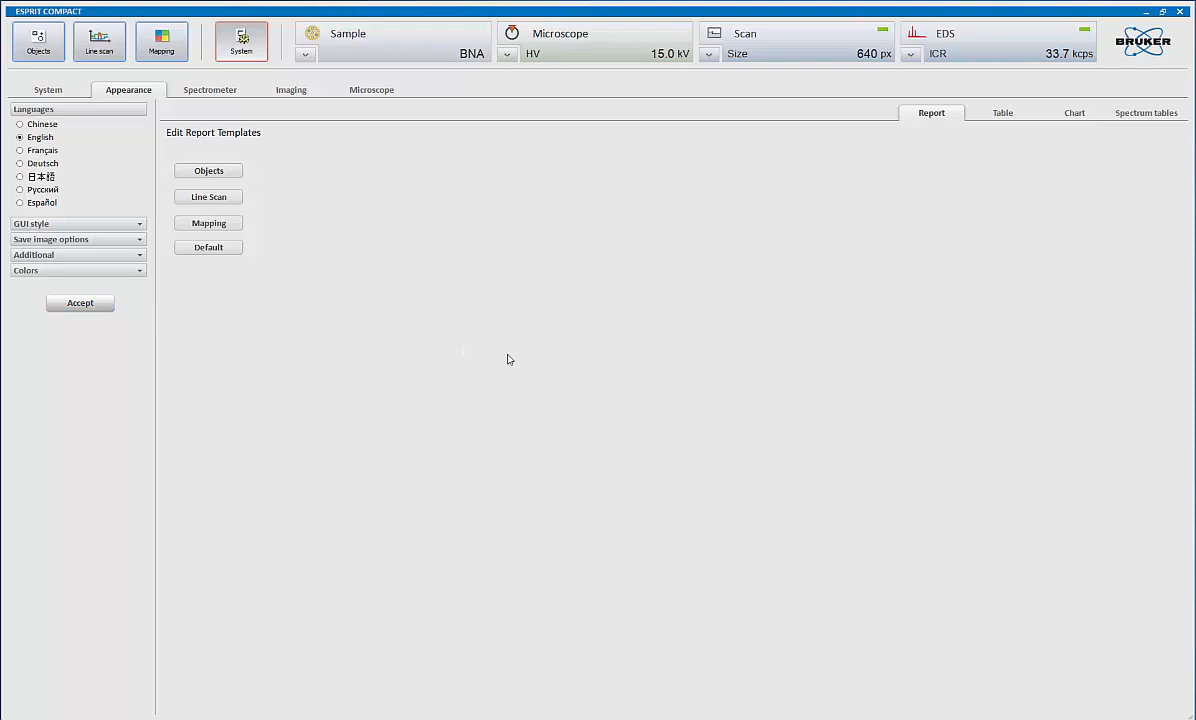 ESPRIT COMPACT
Objects
Line scan
Mapping
System
Sample
BNA
Microscope
HV 15.0 kV
Scan
Size 640 px
EDS
ICR 33.7 kcps
BRUKER
System Appearance Spectrometer Imaging Microscope
Languages
Chinese
English
Français
Deutsch
日本语
Русский
Español
GUI style
Save image options
Additional
Colors
Accept
Report Table Chart Spectrum tables
Edit Report Templates
Objects
Line Scan
Mapping
Default